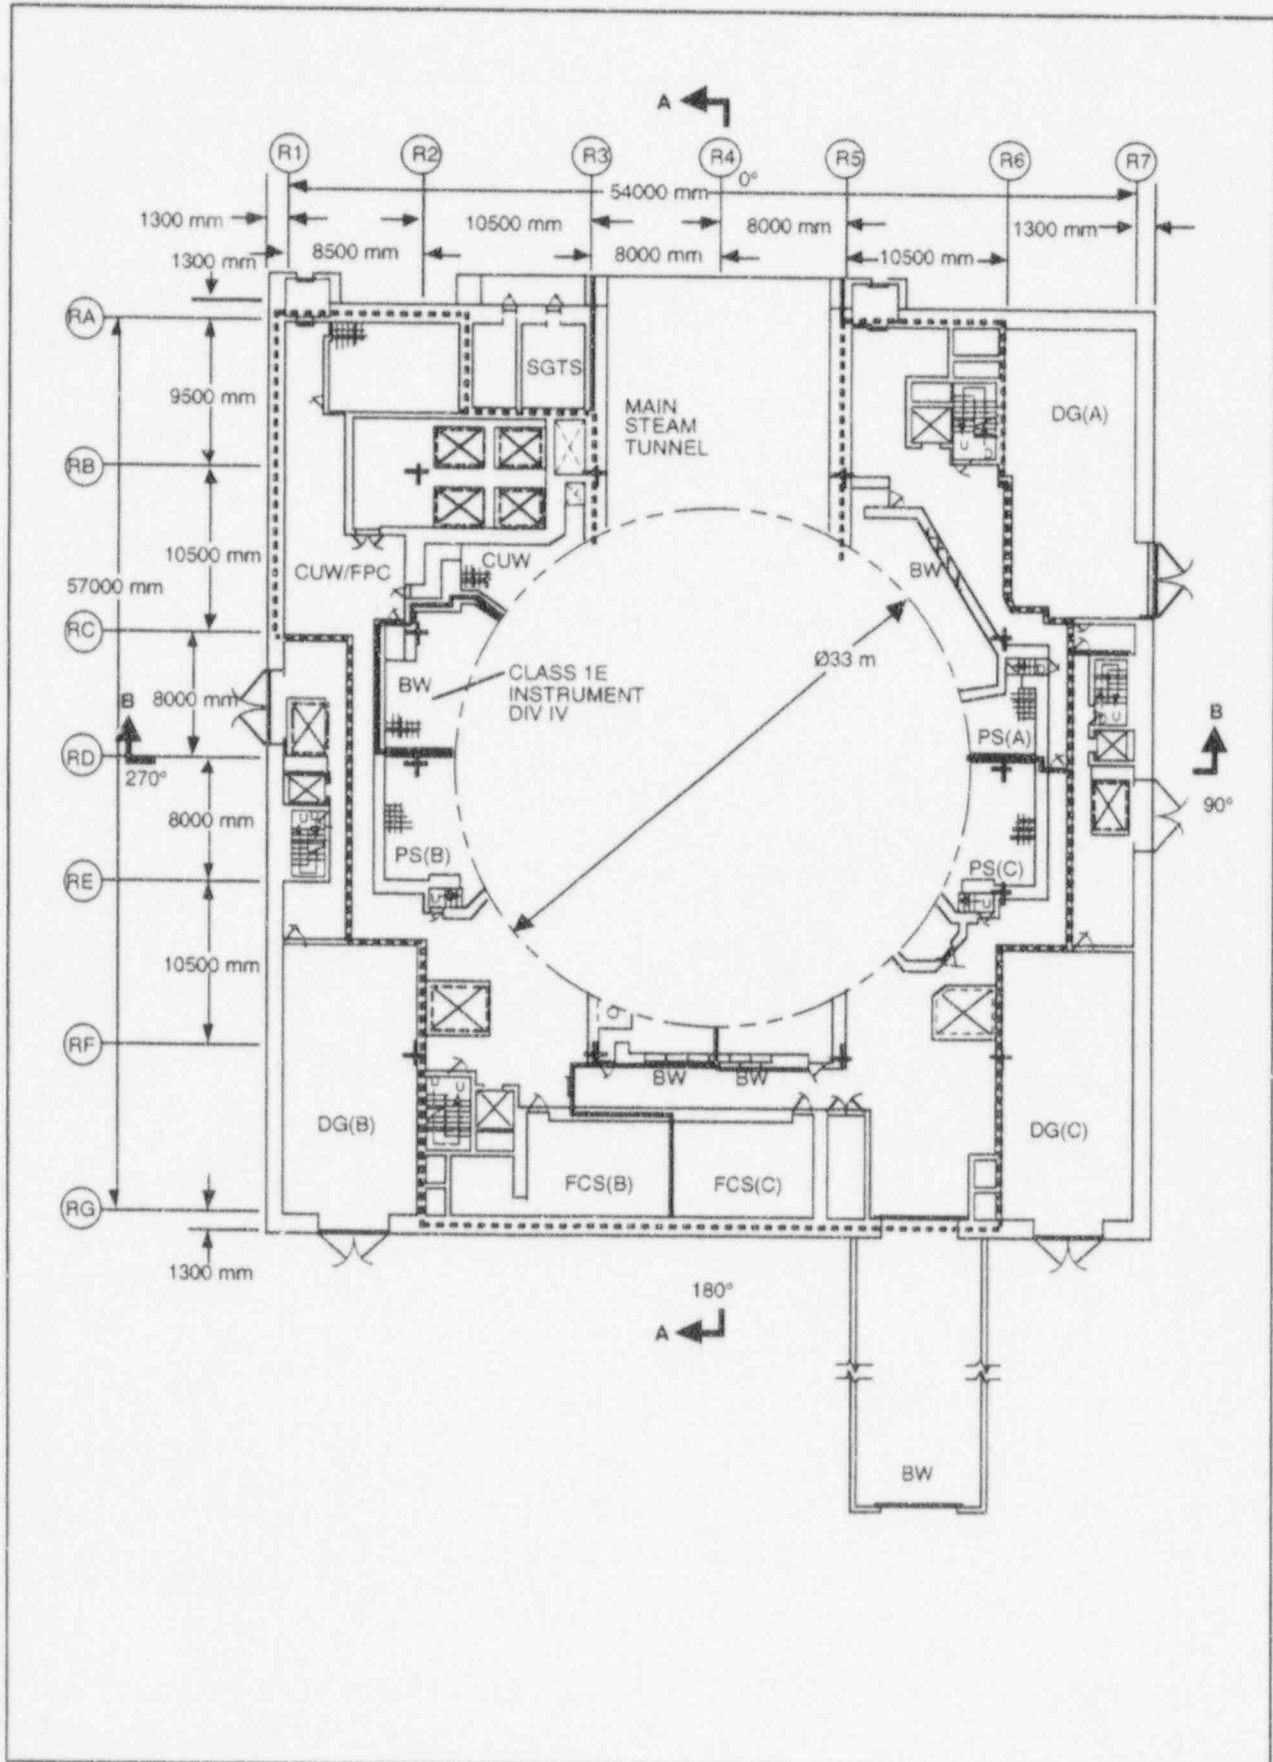 A
R1 R2 R3 R4 R5 R6 R7
0°
54000 mm
1300 mm 10500 mm 8000 mm 1300 mm
8500 mm 8000 mm 10500 mm
1300 mm
RA
SGTS
9500 mm
DG(A)
MAIN
STEAM
TUNNEL
RB
10500 mm
CUW
BW
CUW/FPC
57000 mm
RC
Ø33 m
CLASS 1E
INSTRUMENT
DIV IV
BW
8000 mm
B
B
PS(A)
RD
270°
90°
8000 mm
PS(B)
PS(C)
RE
10500 mm
RF
BW BW
DG(B)
DG(C)
FCS(B) FCS(C)
RG
1300 mm
180°
A
BW